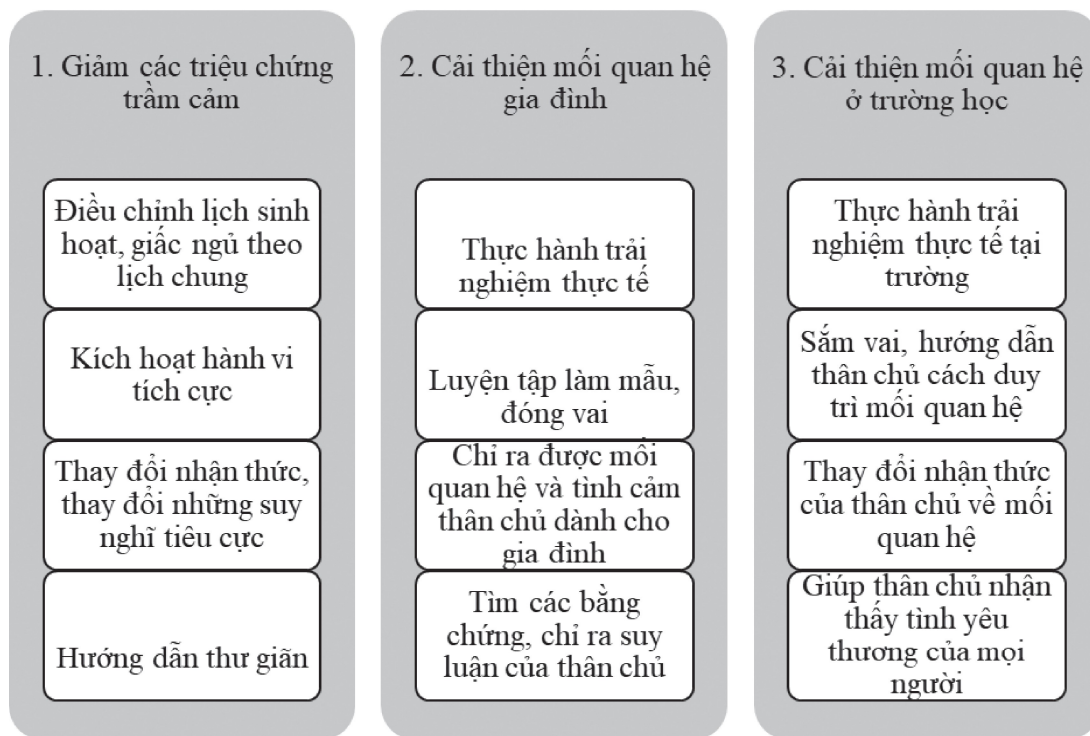 1. Giảm các triệu chứng
trầm cảm
Điều chỉnh lịch sinh
hoạt, giấc ngủ theo
lịch chung
Kích hoạt hành vi
tích cực
Thay đổi nhận thức,
thay đổi những suy
nghĩ tiêu cực
Hướng dẫn thư giãn
2. Cải thiện mối quan hệ
gia đình
Thực hành trải
nghiệm thực tế
Luyện tập làm mẫu,
đóng vai
Chỉ ra được mối
quan hệ và tình cảm
thân chủ dành cho
gia đình
Tìm các bằng
chứng, chỉ ra suy
luận của thân chủ
3. Cải thiện mối quan hệ
ở trường học
Thực hành trải
nghiệm thực tế tại
trường
Sắm vai, hướng dẫn
thân chủ cách duy
trì mối quan hệ
Thay đổi nhận thức
của thân chủ về mối
quan hệ
Giúp thân chủ nhận
thấy tình yêu
thương của mọi
người